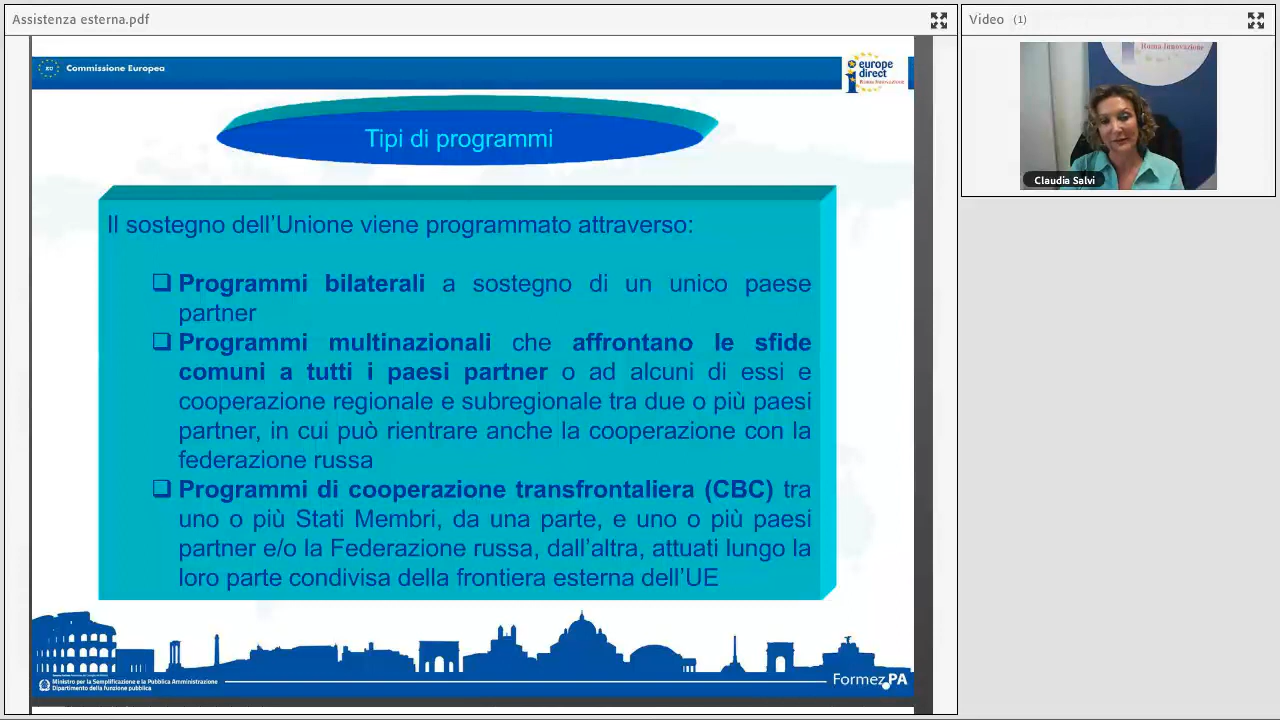 Assistenza esterna.pdf
Video (1)
Commissione Europea
europe
direct
Roma Innovazione
Roma Innovazione
Claudia Salvi
Tipi di programmi
Il sostegno dell'Unione viene programmato attraverso:
❑ Programmi bilaterali a sostegno di un unico paese
partner
❑ Programmi multinazionali che affrontano le sfide
comuni a tutti i paesi partner o ad alcuni di essi e
cooperazione regionale e subregionale tra due o più paesi
partner, in cui può rientrare anche la cooperazione con la
federazione russa
❑ Programmi di cooperazione transfrontaliera (CBC) tra
uno o più Stati Membri, da una parte, e uno o più paesi
partner e/o la Federazione russa, dall'altra, attuati lungo la
loro parte condivisa della frontiera esterna dell'UE
Ministro per la Semplificazione e la Pubblica Amministrazione
Dipartimento della funzione pubblica
FormezPA